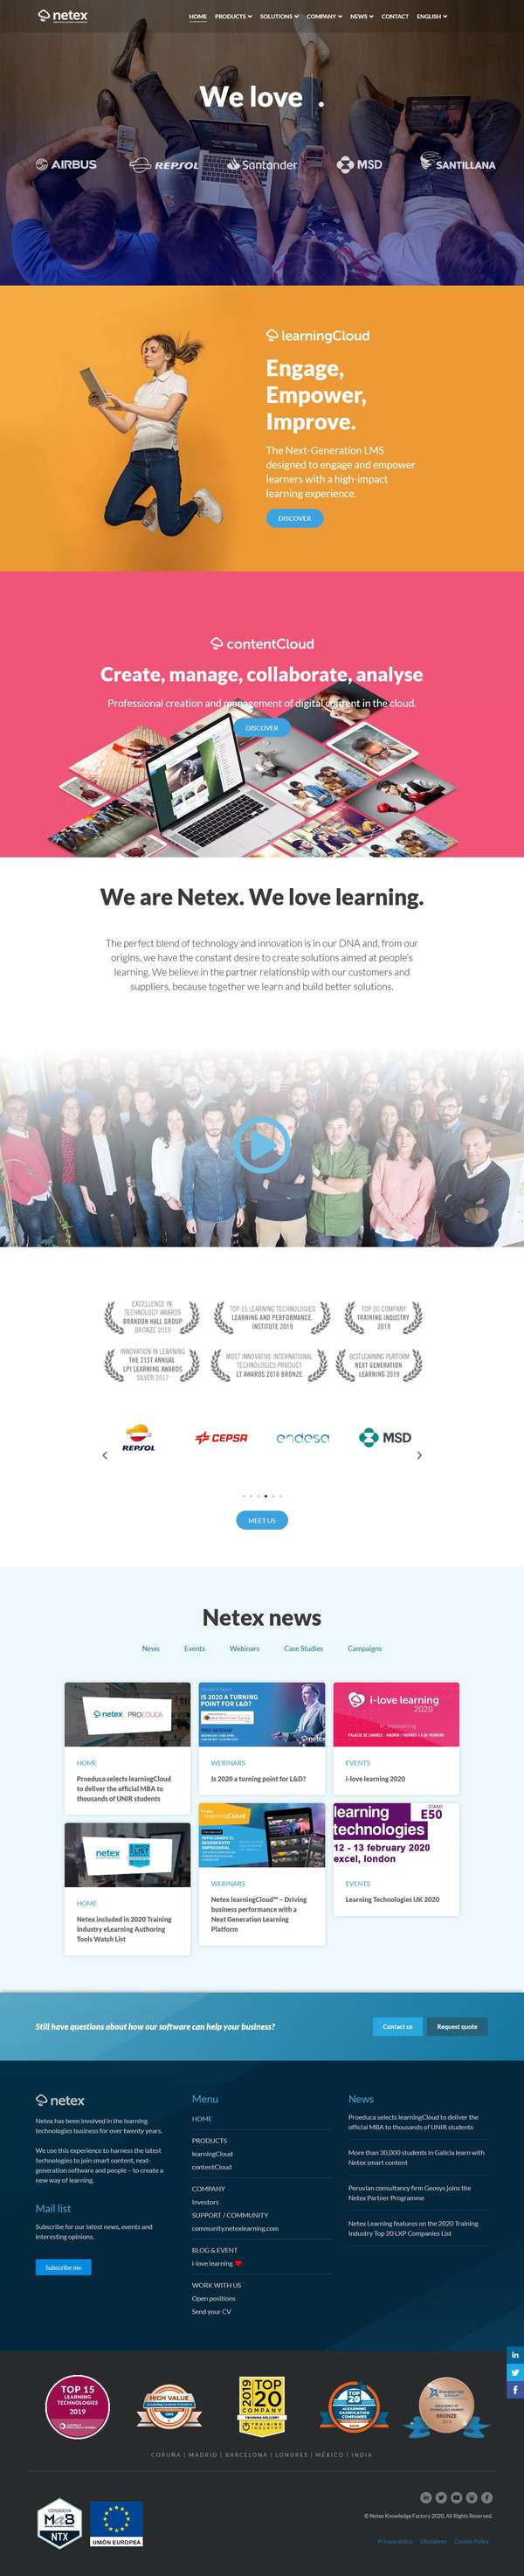 netex
HOME PRODUCTS SOLUTIONS COMPANY NEWS CONTACT ENGLISH
We love .
AIRBUS REPSOL Santander MSD SANTILLANA
learningCloud
Engage,
Empower,
Improve.
The Next-Generation LMS
designed to engage and empower
learners with a high-impact
learning experience.
DISCOVER
contentCloud
Create, manage, collaborate, analyse
Professional creation and management of digital content in the cloud.
DISCOVER
We are Netex. We love learning.
The perfect blend of technology and innovation is in our DNA and, from our
origins, we have the constant desire to create solutions aimed at people's
learning. We believe in the partner relationship with our customers and
suppliers, because together we learn and build better solutions.
EXCELLENCE IN
TECHNOLOGY AWARDS
BRANDON HALL GROUP
BRONZE 2019
TOP 15 LEARNING TECHNOLOGIES
LEARNING AND PERFORMANCE
INSTITUTE 2019
TOP 20 COMPANY
TRAINING INDUSTRY
2019
INNOVATION IN LEARNING
THE 21ST ANNUAL
LPI LEARNING AWARDS
SILVER 2017
MOST INNOVATIVE INTERNATIONAL
TECHNOLOGIES PRODUCT
LT AWARDS 2016 BRONZE
BEST LEARNING PLATFORM
NEXT GENERATION
LEARNING 2019
REPSOL CEPSA endesa MSD
MEET US
Netex news
News Events Webinars Case Studies Campaigns
netex PROEDUCA
HOME
Proeduca selects learningCloud
to deliver the official MBA to
thousands of UNIR students
IS 2020 A TURNING
POINT FOR L&D?
netex
WEBINARS
Is 2020 a turning point for L&D?
i-love learning
2020
EVENTS
i-love learning 2020
netex
WATCH
LIST
HOME
Netex included in 2020 Training
Industry eLearning Authoring
Tools Watch List
learningCloud
WEBINARS
Netex learningCloud™ – Driving
business performance with a
Next Generation Learning
Platform
learning
technologies
STAND
E50
12 - 13 february 2020
excel, london
EVENTS
Learning Technologies UK 2020
Still have questions about how our software can help your business?
Contact us
Request quote
netex
Netex has been involved in the learning
technologies business for over twenty years.
We use this experience to harness the latest
technologies to join smart content, next-
generation software and people – to create a
new way of learning.
Mail list
Subscribe for our latest news, events and
interesting opinions.
Subscribe me
Menu
HOME
PRODUCTS
learningCloud
contentCloud
COMPANY
Investors
SUPPORT / COMMUNITY
community.netexlearning.com
BLOG & EVENT
i-love learning
WORK WITH US
Open positions
Send your CV
News
Proeduca selects learningCloud to deliver the
official MBA to thousands of UNIR students
More than 30,000 students in Galicia learn with
Netex smart content
Peruvian consultancy firm Geosys joins the
Netex Partner Programme
Netex Learning features on the 2020 Training
Industry Top 20 LXP Companies List
TOP 15
LEARNING
TECHNOLOGIES
2019
HIGH VALUE
2019
TOP
20
COMPANY
TRAINING
INDUSTRY
TOP
20
GAMIFICATION
COMPANIES
BRONZE
CORUÑA | MADRID | BARCELONA | LONDRES | MÉXICO | INDIA
MaB
NTX
UNIÓN EUROPEA
© Netex Knowledge Factory 2020. All Rights Reserved.
Privacy policy Disclaimer Cookie Policy